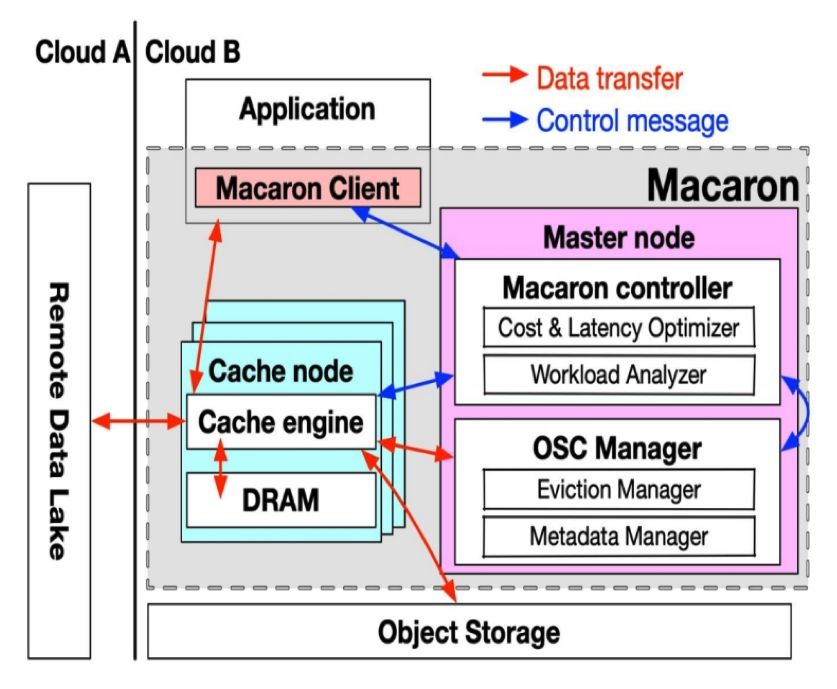 Cloud A
Cloud B
Data transfer
Control message
Application
Macaron Client
Macaron
Master node
Macaron controller
Cost & Latency Optimizer
Workload Analyzer
Remote Data Lake
Cache node
Cache engine
DRAM
OSC Manager
Eviction Manager
Metadata Manager
Object Storage